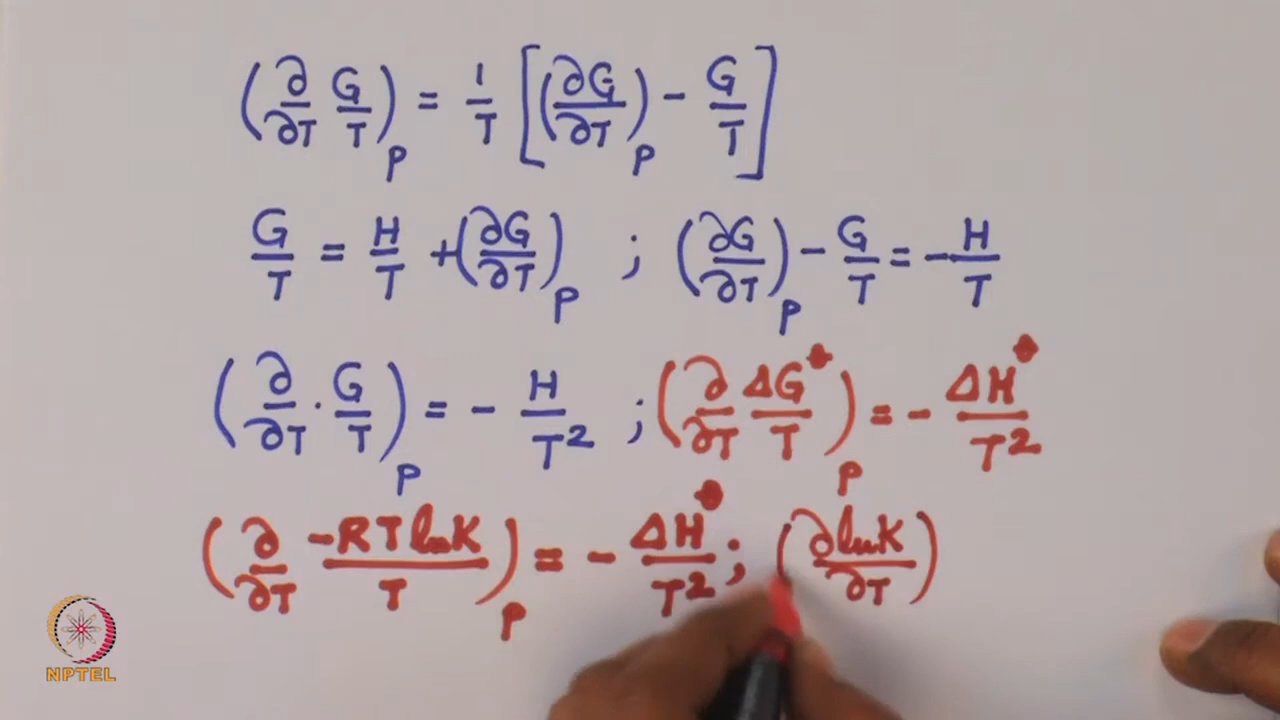 (∂/∂T G/T)_P = 1/T [(∂G/∂T)_P - G/T]
G/T = H/T + (∂G/∂T)_P ; (∂G/∂T)_P - G/T = -H/T
(∂/∂T · G/T)_P = - H/T² ; (∂/∂T ΔG°/T)_P = - ΔH°/T²
(∂/∂T -RT ln K/T)_P = - ΔH°/T² ; (∂ln K/∂T)
NPTEL